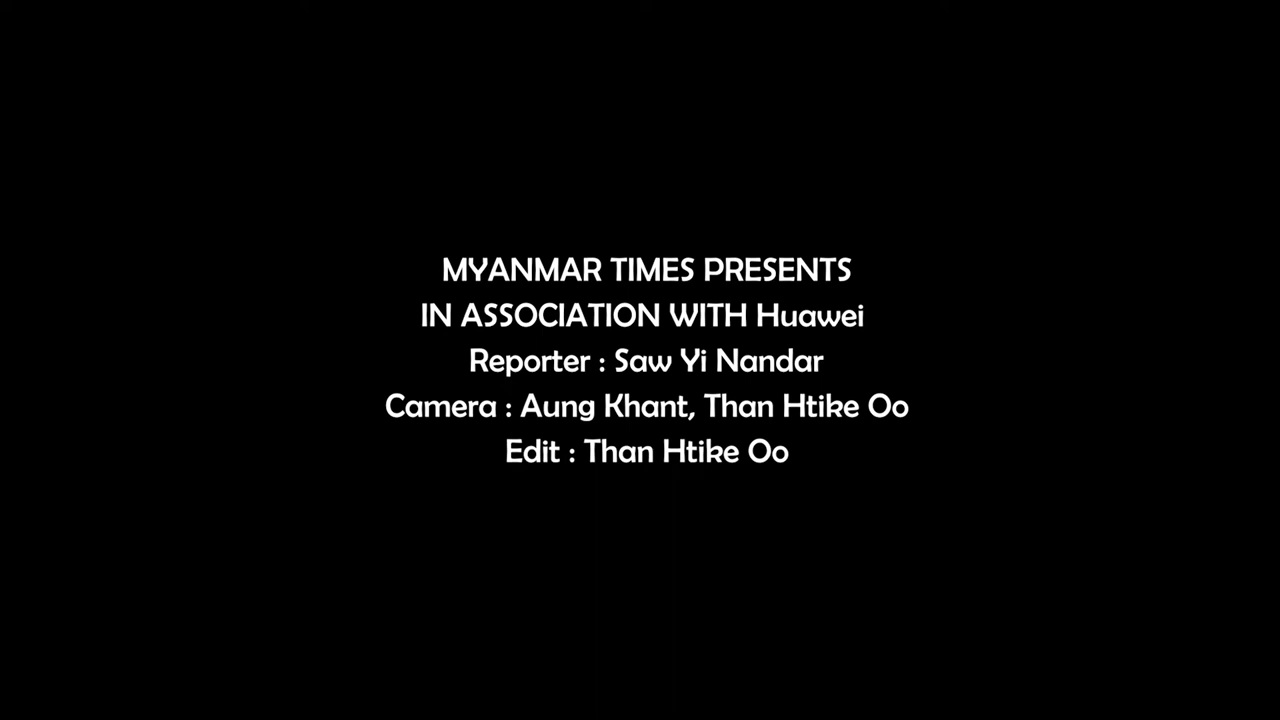 MYANMAR TIMES PRESENTS
IN ASSOCIATION WITH Huawei
Reporter : Saw Yi Nandar
Camera : Aung Khant, Than Htike Oo
Edit : Than Htike Oo